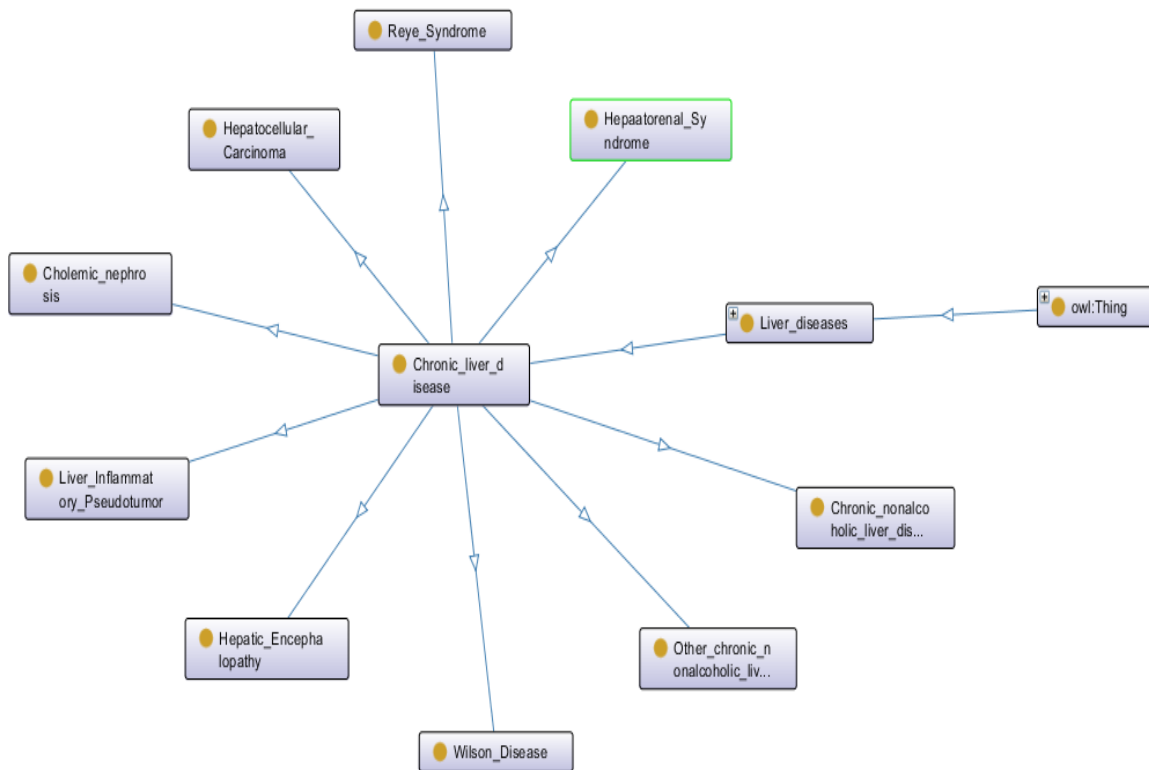 Reye_Syndrome
Hepatocellular_
Carcinoma
Hepaatorenal_Sy
ndrome
Cholemic_nephro
sis
Liver_diseases
owl:Thing
Chronic_liver_d
isease
Liver_Inflammat
ory_Pseudotumor
Chronic_nonalco
holic_liver_dis...
Hepatic_Encepha
lopathy
Other_chronic_n
onalcoholic_liv...
Wilson_Disease